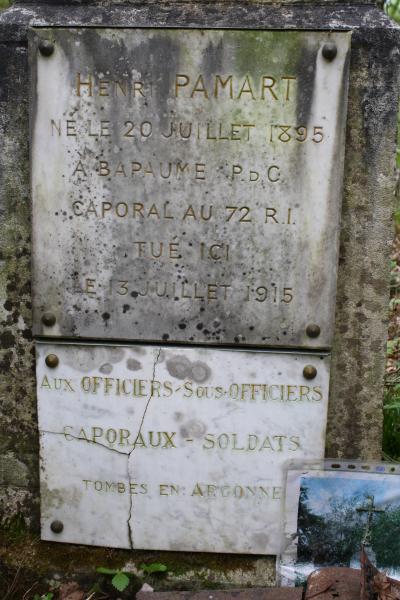 HENRI PAMART
NÉ LE 20 JUILLET 1895
A BAPAUME P.D.C
CAPORAL AU 72 R.I.
TUÉ ICI
LE 13 JUILLET 1915
AUX OFFICIERS-SOUS-OFFICIERS
CAPORAUX - SOLDATS
TOMBES EN ARGONNE